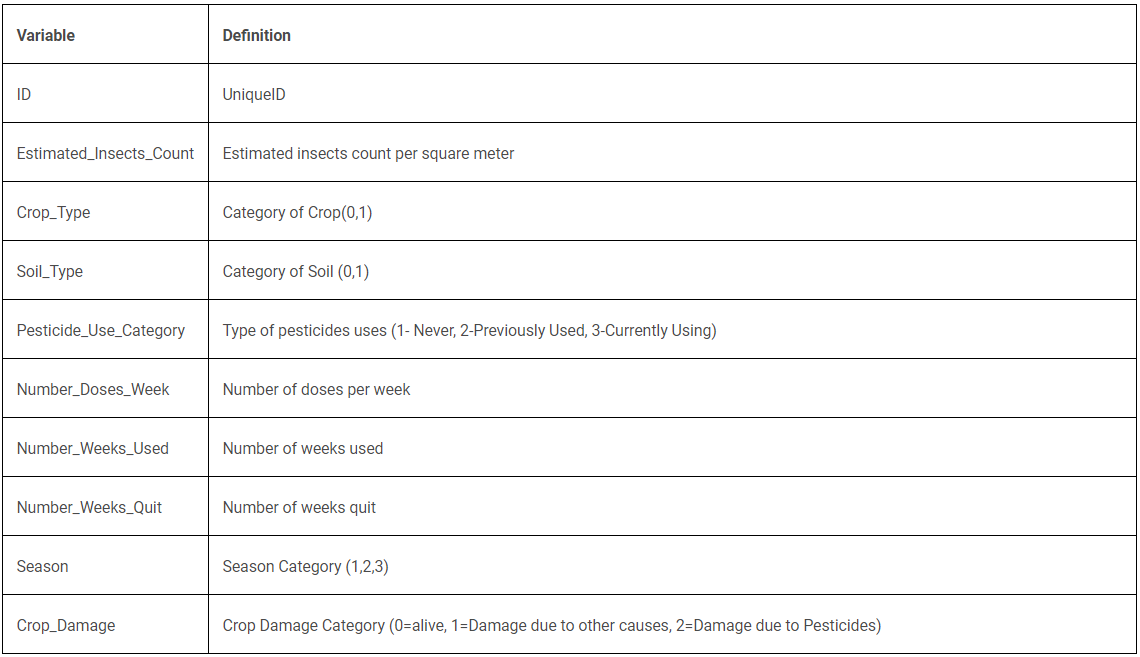 Variable Definition
ID UniqueID
Estimated_Insects_Count Estimated insects count per square meter
Crop_Type Category of Crop(0,1)
Soil_Type Category of Soil (0,1)
Pesticide_Use_Category Type of pesticides uses (1- Never, 2-Previously Used, 3-Currently Using)
Number_Doses_Week Number of doses per week
Number_Weeks_Used Number of weeks used
Number_Weeks_Quit Number of weeks quit
Season Season Category (1,2,3)
Crop_Damage Crop Damage Category (0=alive, 1=Damage due to other causes, 2=Damage due to Pesticides)